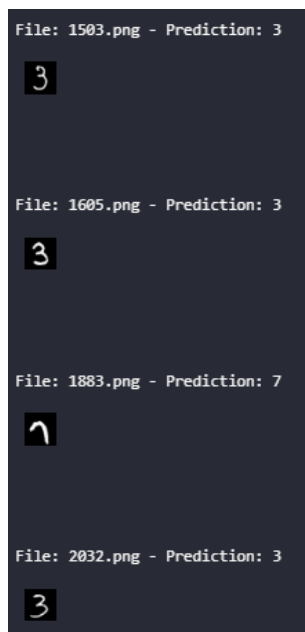 File: 1503.png - Prediction: 3
3
File: 1605.png - Prediction: 3
3
File: 1883.png - Prediction: 7
7
File: 2032.png - Prediction: 3
3